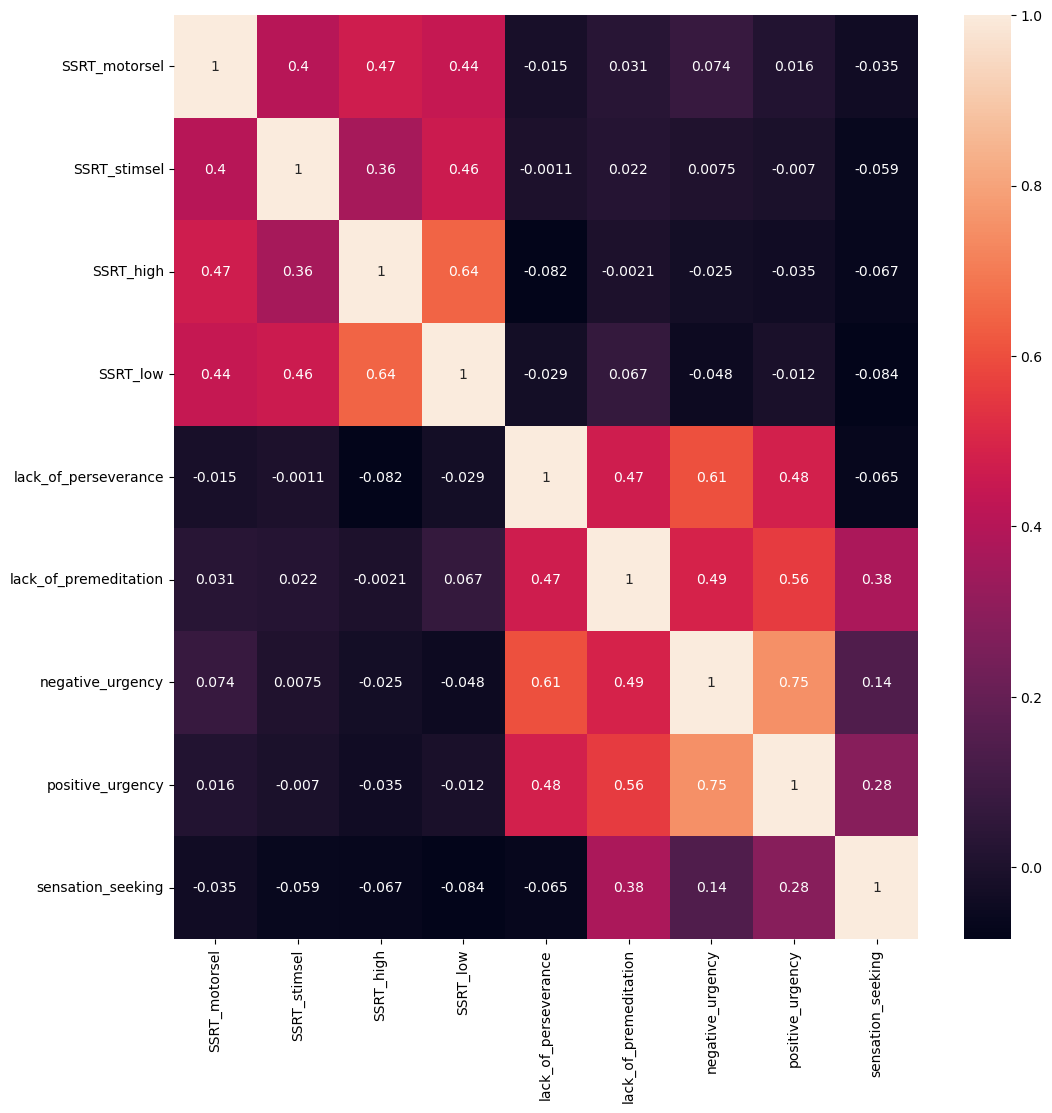 SSRT_motorsel 1 0.4 0.47 0.44 -0.015 0.031 0.074 0.016 -0.035
SSRT_stimsel 0.4 1 0.36 0.46 -0.0011 0.022 0.0075 -0.007 -0.059
SSRT_high 0.47 0.36 1 0.64 -0.082 -0.0021 -0.025 -0.035 -0.067
SSRT_low 0.44 0.46 0.64 1 -0.029 0.067 -0.048 -0.012 -0.084
lack_of_perseverance -0.015 -0.0011 -0.082 -0.029 1 0.47 0.61 0.48 -0.065
lack_of_premeditation 0.031 0.022 -0.0021 0.067 0.47 1 0.49 0.56 0.38
negative_urgency 0.074 0.0075 -0.025 -0.048 0.61 0.49 1 0.75 0.14
positive_urgency 0.016 -0.007 -0.035 -0.012 0.48 0.56 0.75 1 0.28
sensation_seeking -0.035 -0.059 -0.067 -0.084 -0.065 0.38 0.14 0.28 1
SSRT_motorsel
SSRT_stimsel
SSRT_high
SSRT_low
lack_of_perseverance
lack_of_premeditation
negative_urgency
positive_urgency
sensation_seeking
1.0
0.8
0.6
0.4
0.2
0.0